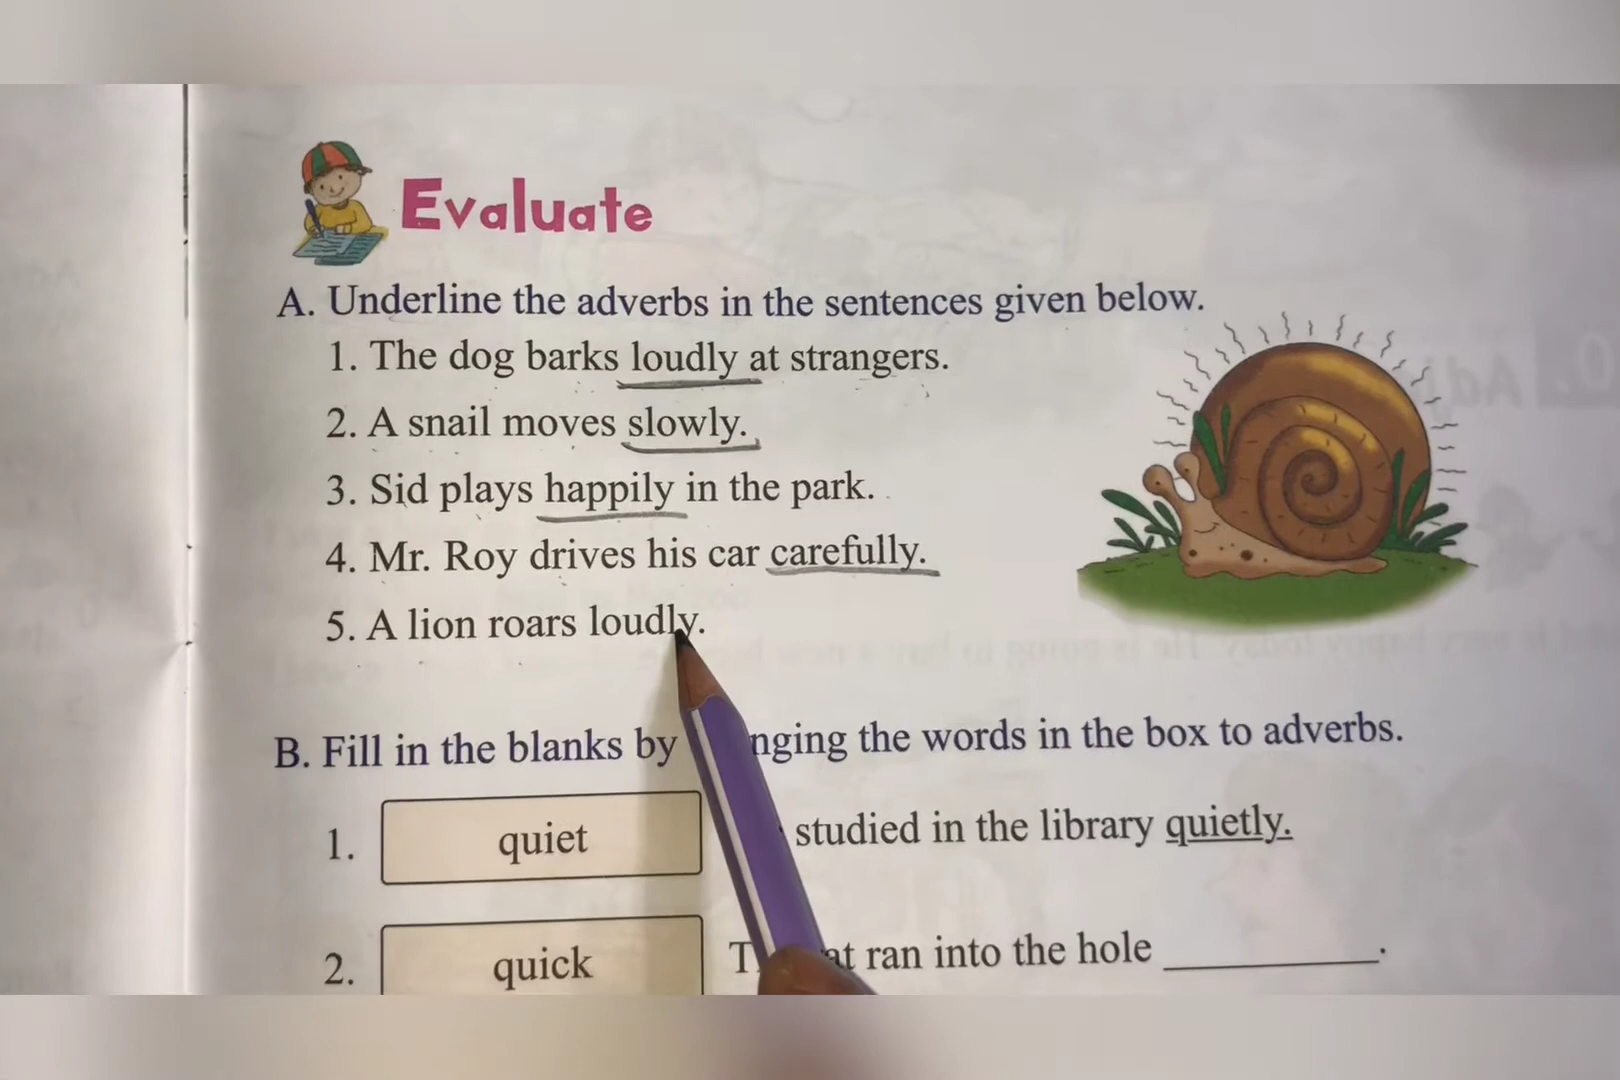 Evaluate
A. Underline the adverbs in the sentences given below.
1. The dog barks loudly at strangers.
2. A snail moves slowly.
3. Sid plays happily in the park.
4. Mr. Roy drives his car carefully.
5. A lion roars loudly.
B. Fill in the blanks by nging the words in the box to adverbs.
1. quiet studied in the library quietly.
2. quick ran into the hole __________.